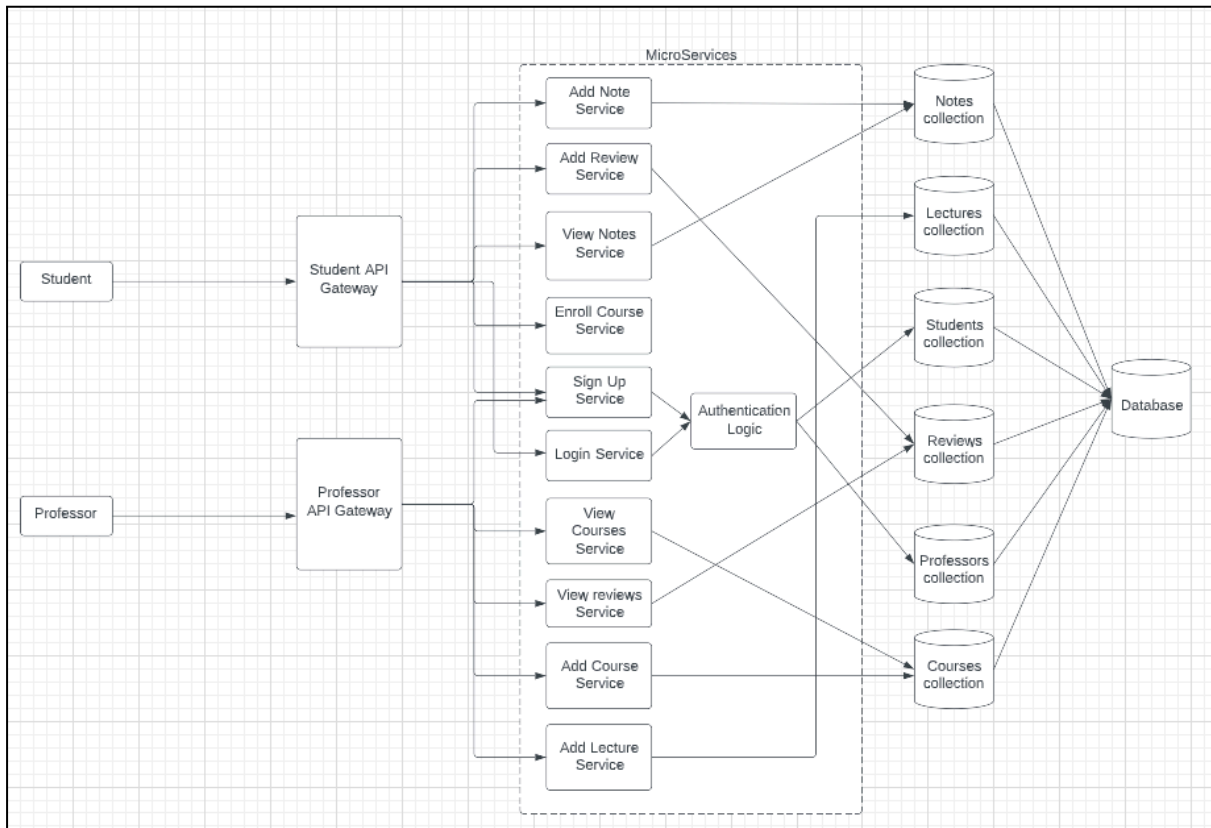 MicroServices
Add Note
Service
Add Review
Service
View Notes
Service
Enroll Course
Service
Sign Up
Service
Login Service
View
Courses
Service
View reviews
Service
Add Course
Service
Add Lecture
Service
Student
Student API
Gateway
Professor
Professor
API Gateway
Authentication
Logic
Notes
collection
Lectures
collection
Students
collection
Reviews
collection
Professors
collection
Courses
collection
Database